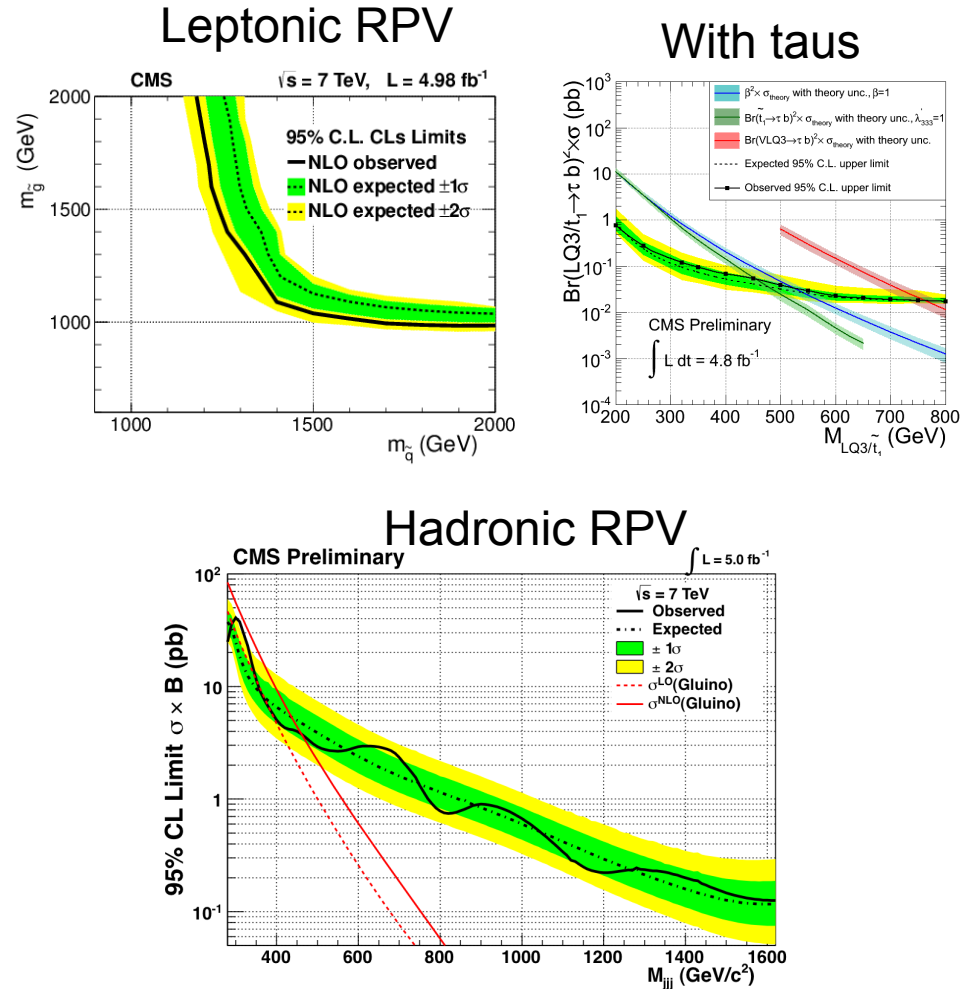 Leptonic RPV
CMS √s = 7 TeV, L = 4.98 fb⁻¹
m_g̃ (GeV)
2000
1500
1000
95% C.L. CLs Limits
NLO observed
NLO expected ±1σ
NLO expected ±2σ
1000 1500 2000
m_q̃ (GeV)
With taus
Br(LQ3/t̃₁→τ b)²×σ (pb)
10³
10²
10
1
10⁻¹
10⁻²
10⁻³
10⁻⁴
β²×σ_theory with theory unc., β=1
Br(t̃₁→τ b)²×σ_theory with theory unc., λ'₃₃₃=1
Br(VLQ3→τ b)²×σ_theory with theory unc.
Expected 95% C.L. upper limit
Observed 95% C.L. upper limit
CMS Preliminary
∫ L dt = 4.8 fb⁻¹
200 300 400 500 600 700 800
M_LQ3/t̃₁ (GeV)
Hadronic RPV
CMS Preliminary ∫ L = 5.0 fb⁻¹
95% CL Limit σ × B (pb)
10²
10
1
10⁻¹
√s = 7 TeV
Observed
Expected
± 1σ
± 2σ
σ^LO(Gluino)
σ^NLO(Gluino)
400 600 800 1000 1200 1400 1600
M_jjj (GeV/c²)